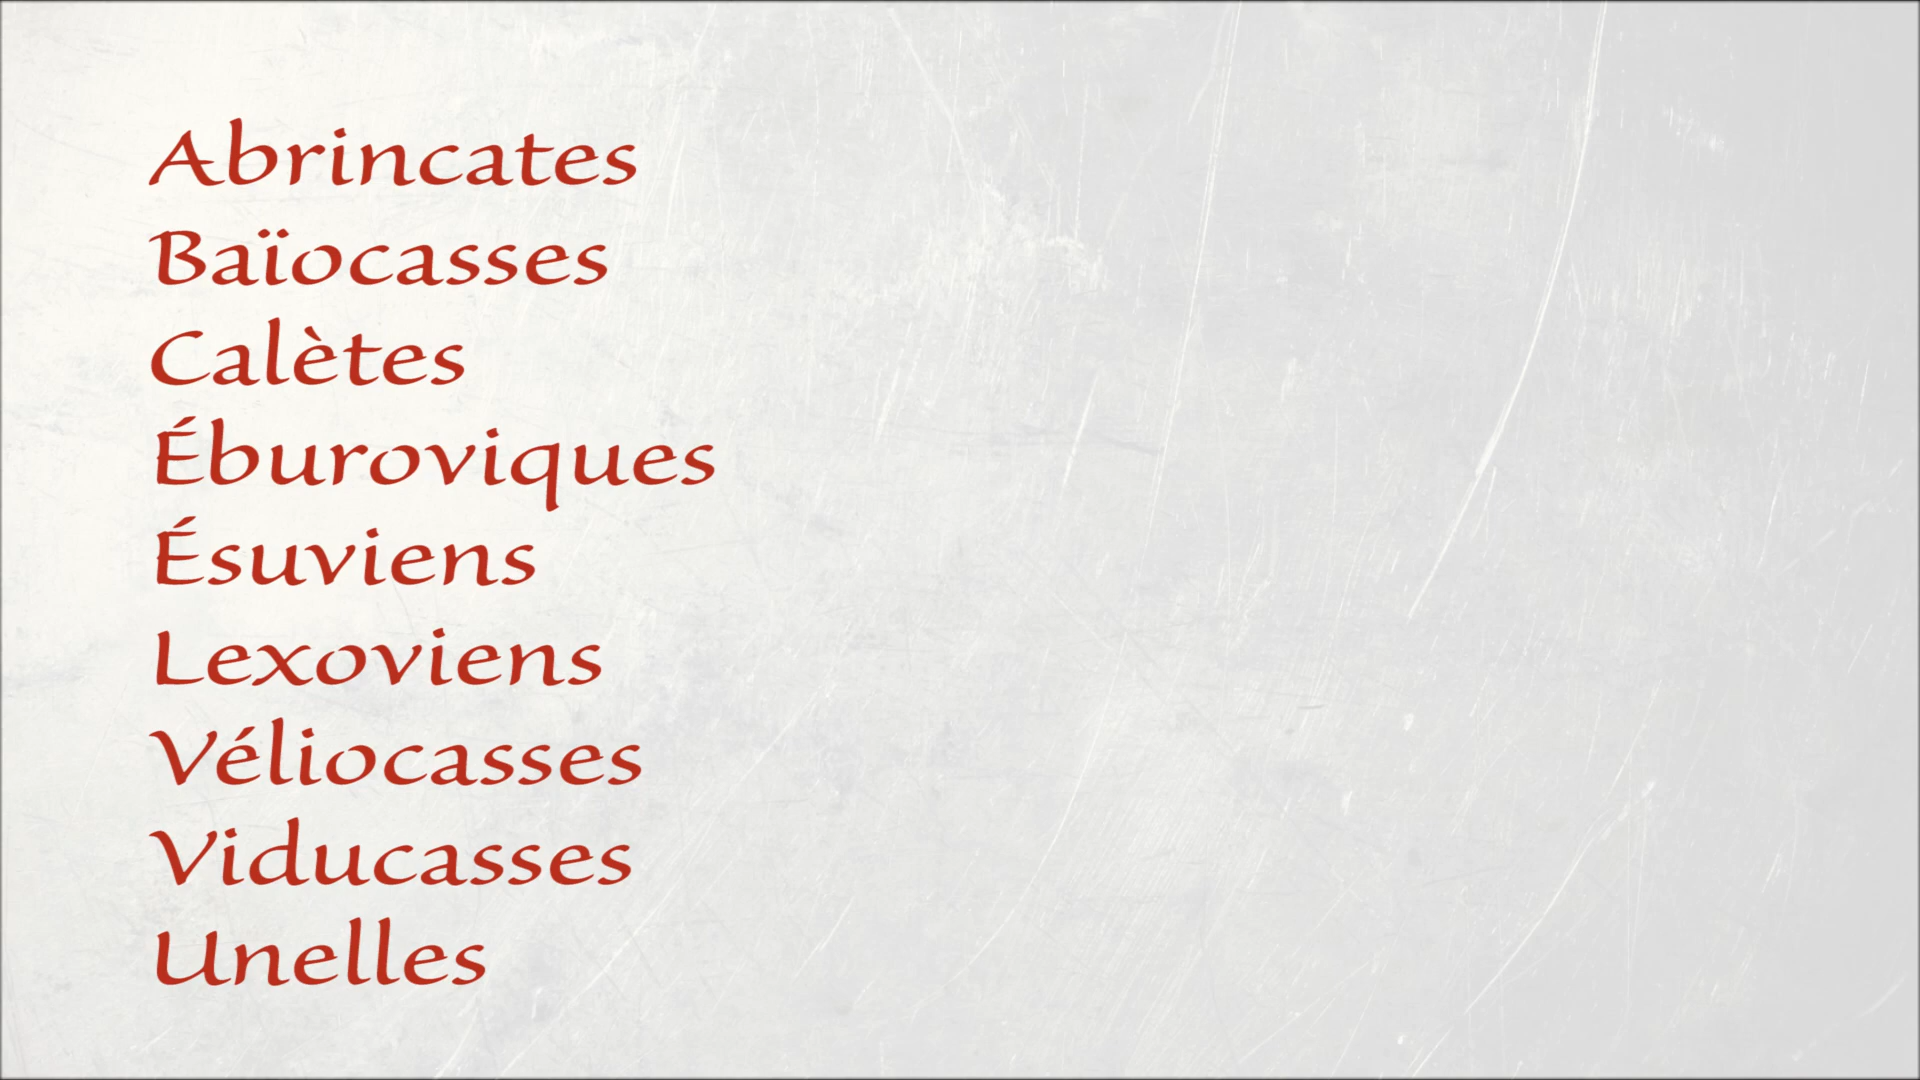 Abrincates
Baïocasses
Calètes
Éburoviques
Ésuviens
Lexoviens
Véliocasses
Viducasses
Unelles